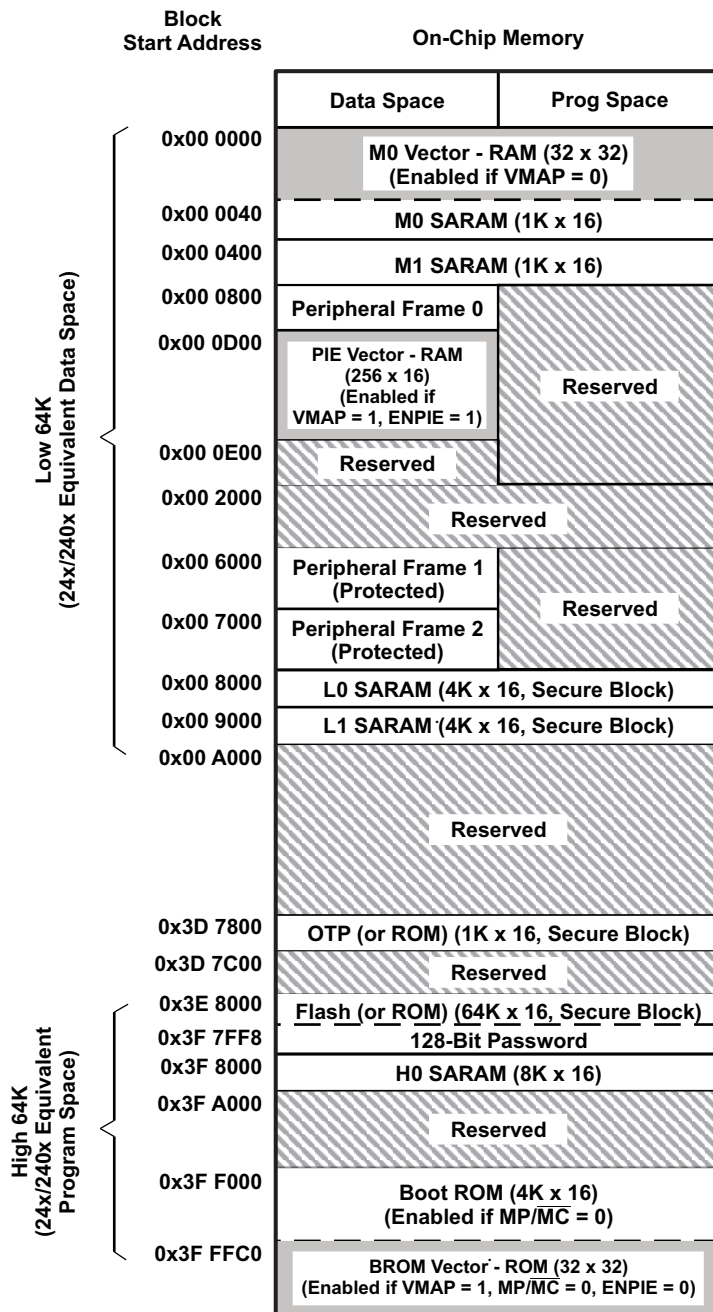 Block
Start Address
On-Chip Memory
Data Space
Prog Space
Low 64K
(24x/240x Equivalent Data Space)
0x00 0000
M0 Vector - RAM (32 x 32)
(Enabled if VMAP = 0)
0x00 0040
M0 SARAM (1K x 16)
0x00 0400
M1 SARAM (1K x 16)
0x00 0800
Peripheral Frame 0
Reserved
0x00 0D00
PIE Vector - RAM
(256 x 16)
(Enabled if
VMAP = 1, ENPIE = 1)
0x00 0E00
Reserved
0x00 2000
Reserved
0x00 6000
Peripheral Frame 1
(Protected)
Reserved
0x00 7000
Peripheral Frame 2
(Protected)
0x00 8000
L0 SARAM (4K x 16, Secure Block)
0x00 9000
L1 SARAM (4K x 16, Secure Block)
0x00 A000
Reserved
0x3D 7800
OTP (or ROM) (1K x 16, Secure Block)
0x3D 7C00
Reserved
High 64K
(24x/240x Equivalent
Program Space)
0x3E 8000
Flash (or ROM) (64K x 16, Secure Block)
0x3F 7FF8
128-Bit Password
0x3F 8000
H0 SARAM (8K x 16)
0x3F A000
Reserved
0x3F F000
Boot ROM (4K x 16)
(Enabled if MP/M̅C̅ = 0)
0x3F FFC0
BROM Vector - ROM (32 x 32)
(Enabled if VMAP = 1, MP/M̅C̅ = 0, ENPIE = 0)